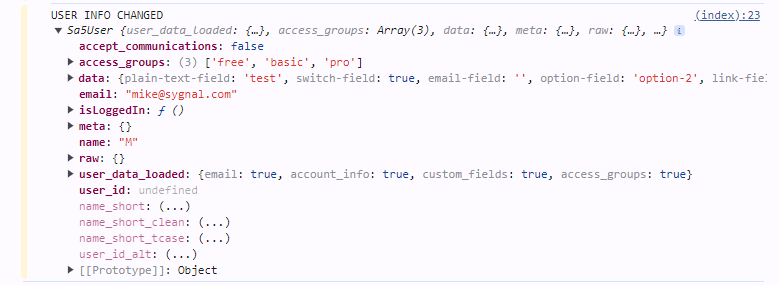 USER INFO CHANGED (index):23
▼ Sa5User {user_data_loaded: {…}, access_groups: Array(3), data: {…}, meta: {…}, raw: {…}, …} i
accept_communications: false
▶ access_groups: (3) ['free', 'basic', 'pro']
▶ data: {plain-text-field: 'test', switch-field: true, email-field: '', option-field: 'option-2', link-fiel
email: "mike@sygnal.com"
▶ isLoggedIn: ƒ ()
▶ meta: {}
name: "M"
▶ raw: {}
▶ user_data_loaded: {email: true, account_info: true, custom_fields: true, access_groups: true}
user_id: undefined
name_short: (...)
name_short_clean: (...)
name_short_tcase: (...)
user_id_alt: (...)
▶ [[Prototype]]: Object